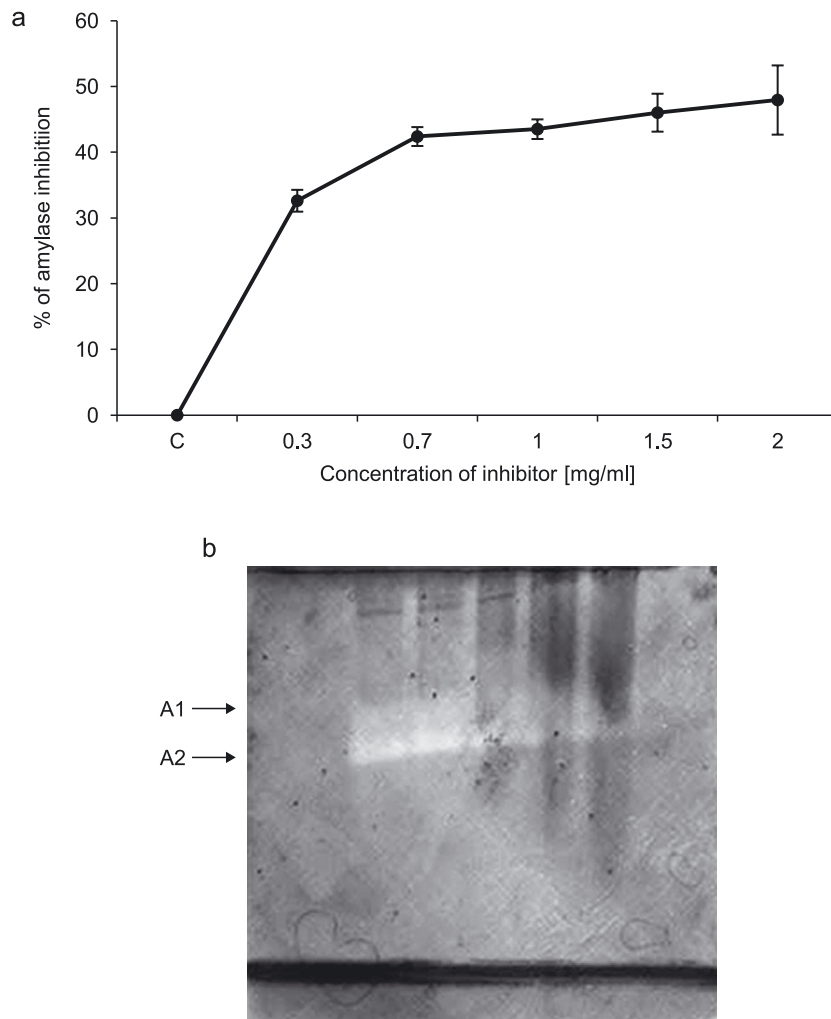 a
60
50
40
30
20
10
0
% of amylase inhibitiion
C 0.3 0.7 1 1.5 2
Concentration of inhibitor [mg/ml]
b
A1
A2